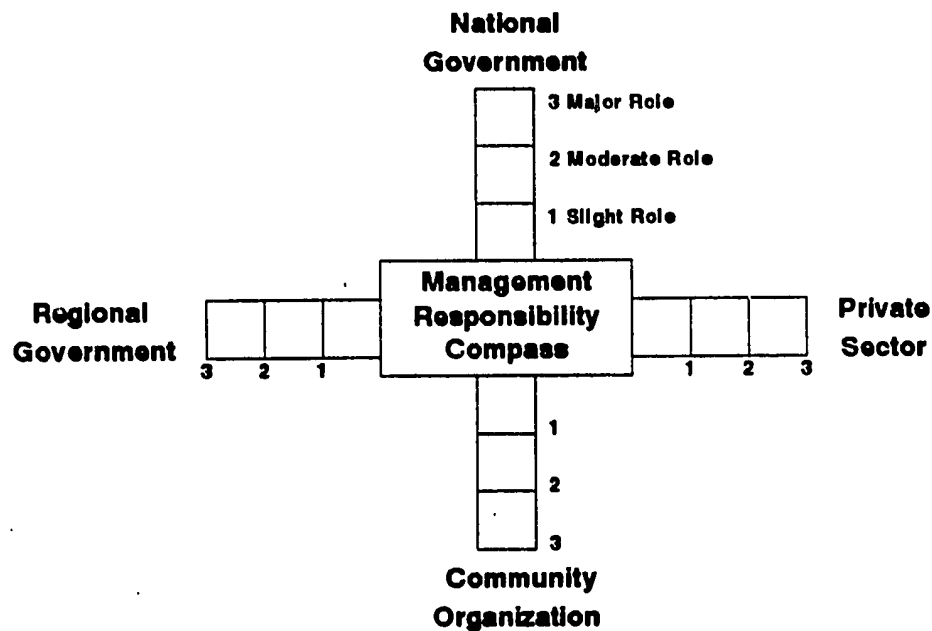 National
Government
3 Major Role
2 Moderate Role
1 Slight Role
Management
Responsibility
Compass
Regional
Government
3 2 1
Private
Sector
1 2 3
1
2
3
Community
Organization